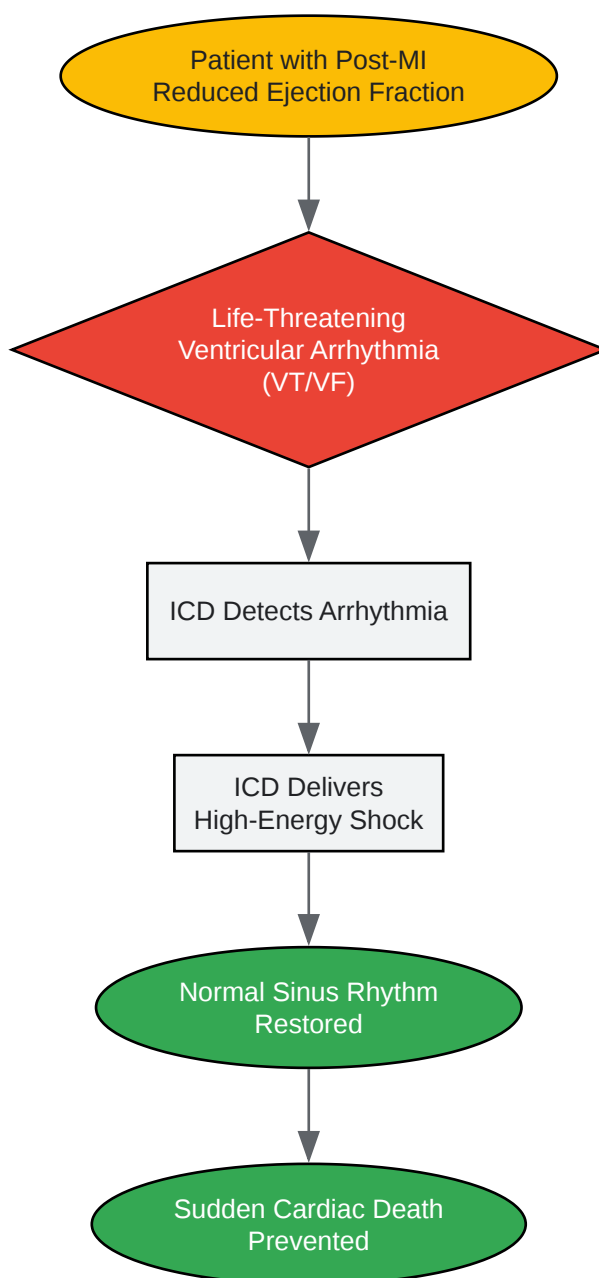 Patient with Post-MI
Reduced Ejection Fraction
Life-Threatening
Ventricular Arrhythmia
(VT/VF)
ICD Detects Arrhythmia
ICD Delivers
High-Energy Shock
Normal Sinus Rhythm
Restored
Sudden Cardiac Death
Prevented